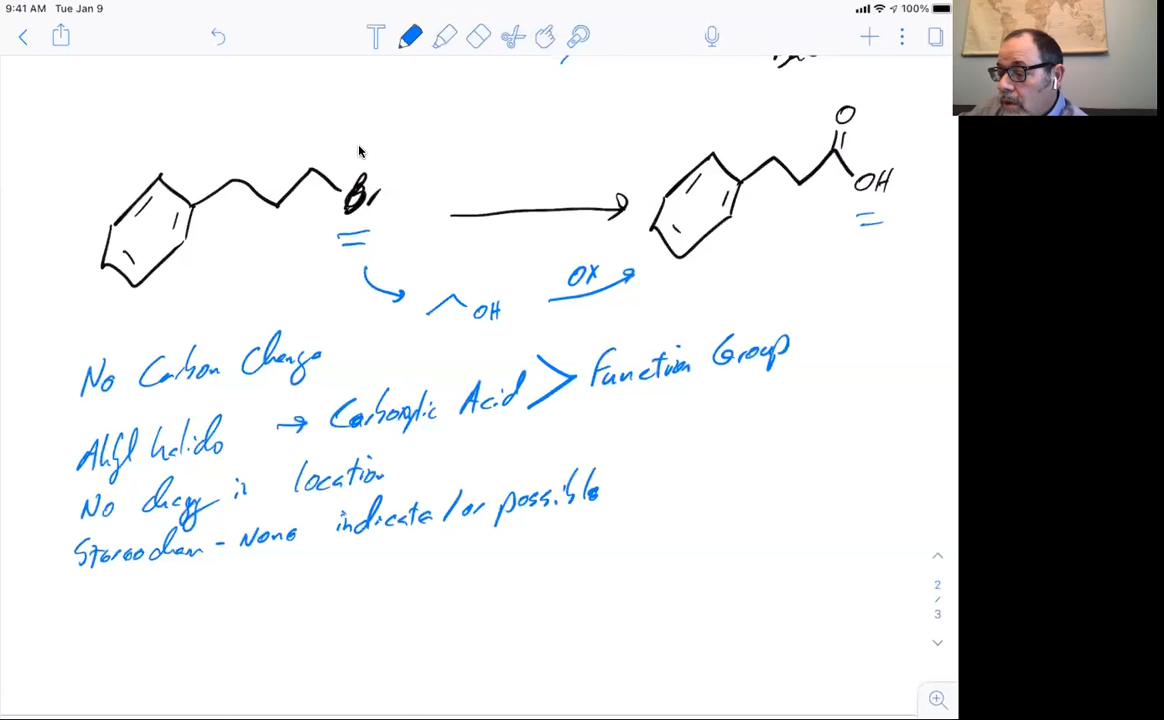 9:41 AM Tue Jan 9
100%
T
O
Br
OH
OX
OH
No Carbon Change
Alkyl halide → Carboxylic Acid > Function Group
No change in location
Stereochem - None indicate/or possible
2
/
3